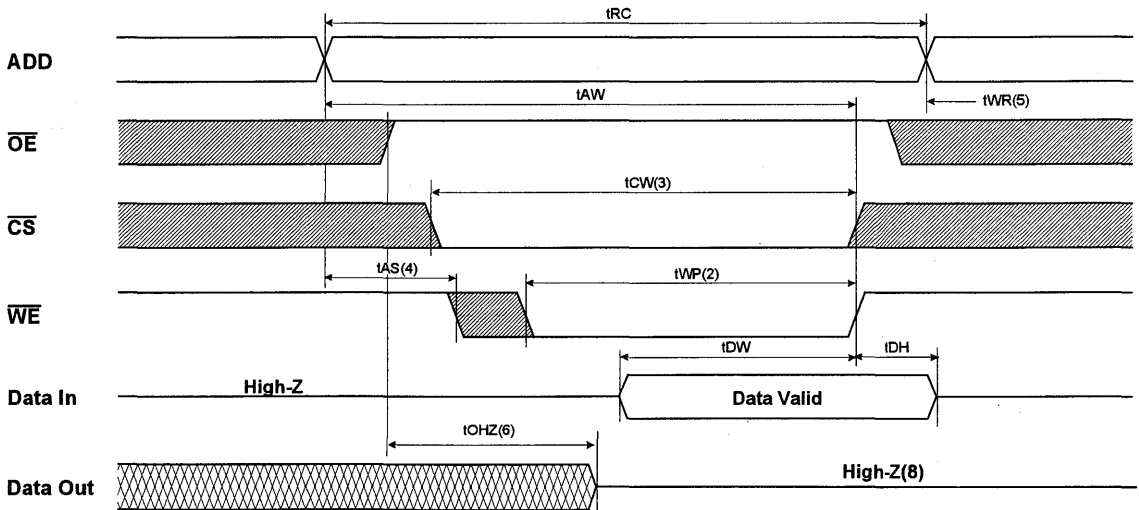 tRC
ADD
tAW
tWR(5)
OE
tCW(3)
CS
tAS(4)
tWP(2)
WE
tDW
tDH
High-Z
Data In
Data Valid
tOHZ(6)
High-Z(8)
Data Out